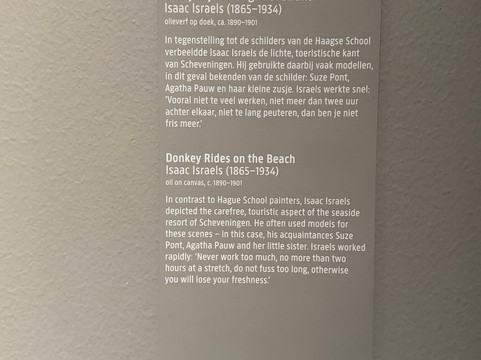 Isaac Israels (1865–1934)
olieverf op doek, ca. 1890–1901
In tegenstelling tot de schilders van de Haagse School
verbeeldde Isaac Israels de lichte, toeristische kant
van Scheveningen. Hij gebruikte daarbij vaak modellen,
in dit geval bekenden van de schilder: Suze Pont,
Agatha Pauw en haar kleine zusje. Israels werkte snel:
'Vooral niet te veel werken, niet meer dan twee uur
achter elkaar, niet te lang peuteren, dan ben je niet
fris meer.'
Donkey Rides on the Beach
Isaac Israels (1865–1934)
oil on canvas, c. 1890–1901
In contrast to Hague School painters, Isaac Israels
depicted the carefree, touristic aspect of the seaside
resort of Scheveningen. He often used models for
these scenes – in this case, his acquaintances Suze
Pont, Agatha Pauw and her little sister. Israels worked
rapidly: 'Never work too much, no more than two
hours at a stretch, do not fuss too long, otherwise
you will lose your freshness.'